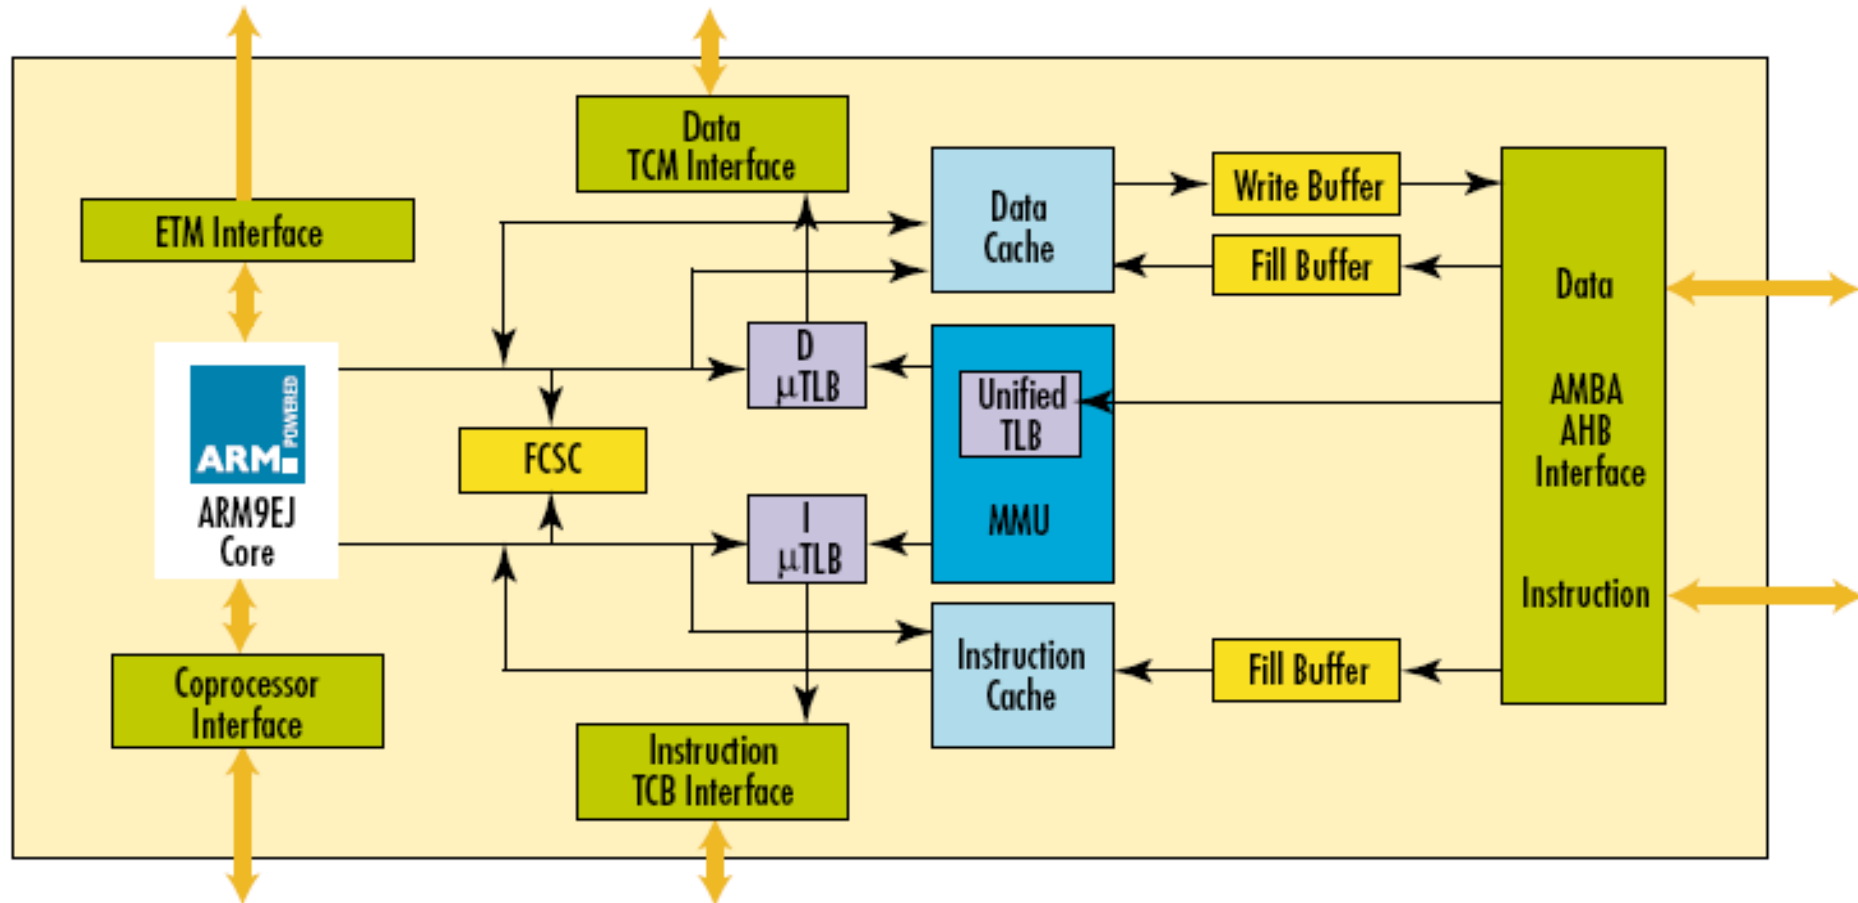 Data
TCM Interface
ETM Interface
Data
Cache
Write Buffer
Fill Buffer
Data
AMBA
AHB
Interface
Instruction
D
μTLB
Unified
TLB
MMU
ARM
POWERED
ARM9EJ
Core
FCSC
I
μTLB
Instruction
Cache
Fill Buffer
Coprocessor
Interface
Instruction
TCB Interface